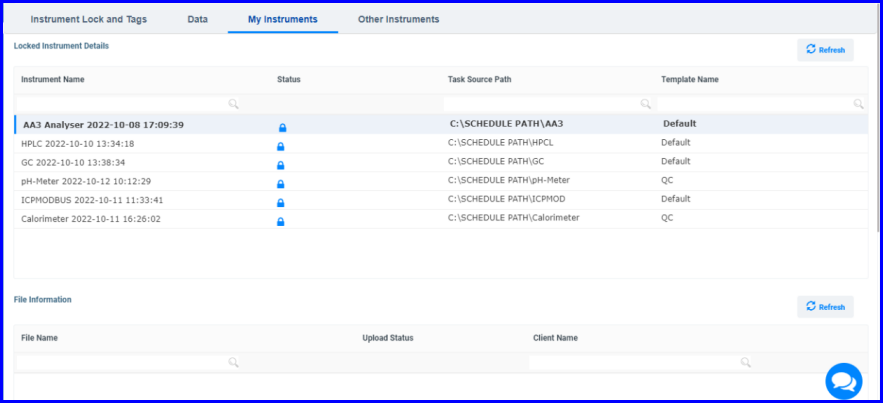 Instrument Lock and Tags Data My Instruments Other Instruments
Locked Instrument Details Refresh
Instrument Name Status Task Source Path Template Name
AA3 Analyser 2022-10-08 17:09:39 C:\SCHEDULE PATH\AA3 Default
HPLC 2022-10-10 13:34:18 C:\SCHEDULE PATH\HPCL Default
GC 2022-10-10 13:38:34 C:\SCHEDULE PATH\GC Default
pH-Meter 2022-10-12 10:12:29 C:\SCHEDULE PATH\pH-Meter QC
ICPMODBUS 2022-10-11 11:33:41 C:\SCHEDULE PATH\ICPMOD Default
Calorimeter 2022-10-11 16:26:02 C:\SCHEDULE PATH\Calorimeter QC
File Information Refresh
File Name Upload Status Client Name